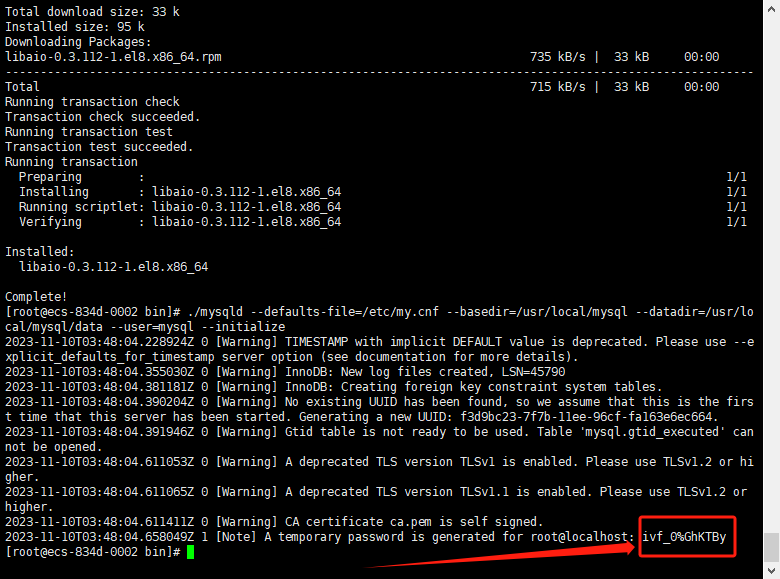 Total download size: 33 k
Installed size: 95 k
Downloading Packages:
libaio-0.3.112-1.el8.x86_64.rpm 735 kB/s | 33 kB 00:00
--------------------------------------------------------------------------------
Total 715 kB/s | 33 kB 00:00
Running transaction check
Transaction check succeeded.
Running transaction test
Transaction test succeeded.
Running transaction
  Preparing        : 1/1
  Installing       : libaio-0.3.112-1.el8.x86_64 1/1
  Running scriptlet: libaio-0.3.112-1.el8.x86_64 1/1
  Verifying        : libaio-0.3.112-1.el8.x86_64 1/1
Installed:
  libaio-0.3.112-1.el8.x86_64
Complete!
[root@ecs-834d-0002 bin]# ./mysqld --defaults-file=/etc/my.cnf --basedir=/usr/local/mysql --datadir=/usr/lo
cal/mysql/data --user=mysql --initialize
2023-11-10T03:48:04.228924Z 0 [Warning] TIMESTAMP with implicit DEFAULT value is deprecated. Please use --e
xplicit_defaults_for_timestamp server option (see documentation for more details).
2023-11-10T03:48:04.355030Z 0 [Warning] InnoDB: New log files created, LSN=45790
2023-11-10T03:48:04.381181Z 0 [Warning] InnoDB: Creating foreign key constraint system tables.
2023-11-10T03:48:04.390204Z 0 [Warning] No existing UUID has been found, so we assume that this is the firs
t time that this server has been started. Generating a new UUID: f3d9bc23-7f7b-11ee-96cf-fa163e6ec664.
2023-11-10T03:48:04.391946Z 0 [Warning] Gtid table is not ready to be used. Table 'mysql.gtid_executed' can
not be opened.
2023-11-10T03:48:04.611053Z 0 [Warning] A deprecated TLS version TLSv1 is enabled. Please use TLSv1.2 or hi
gher.
2023-11-10T03:48:04.611065Z 0 [Warning] A deprecated TLS version TLSv1.1 is enabled. Please use TLSv1.2 or
higher.
2023-11-10T03:48:04.611411Z 0 [Warning] CA certificate ca.pem is self signed.
2023-11-10T03:48:04.658049Z 1 [Note] A temporary password is generated for root@localhost: ivf_0%GhKTBy
[root@ecs-834d-0002 bin]#